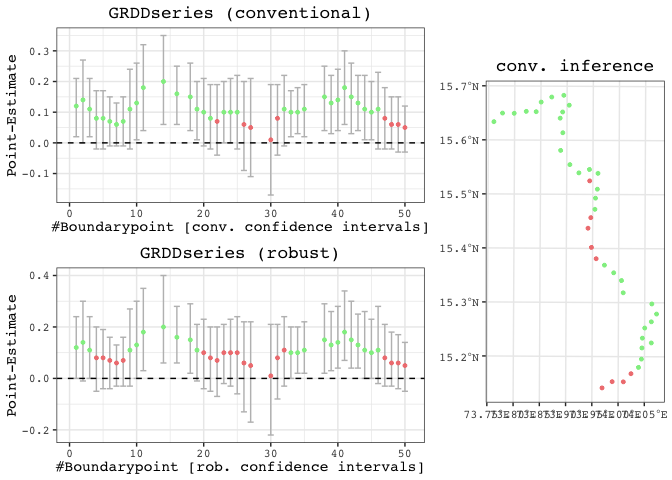 GRDDseries (conventional)
Point-Estimate
0.3
0.2
0.1
0.0
-0.1
0 10 20 30 40 50
#Boundarypoint [conv. confidence intervals]
GRDDseries (robust)
Point-Estimate
0.4
0.2
0.0
-0.2
0 10 20 30 40 50
#Boundarypoint [rob. confidence intervals]
conv. inference
15.7°N
15.6°N
15.5°N
15.4°N
15.3°N
15.2°N